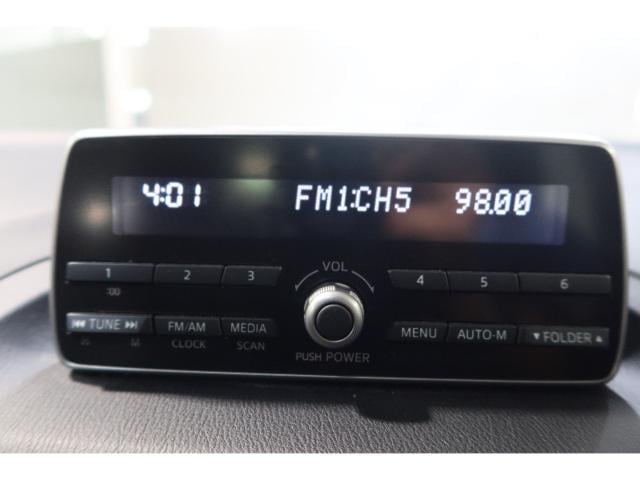 4:01 FM1:CH5 98.00
1 2 3 VOL 4 5 6
:00
TUNE FM/AM MEDIA MENU AUTO-M FOLDER
H M CLOCK SCAN PUSH POWER